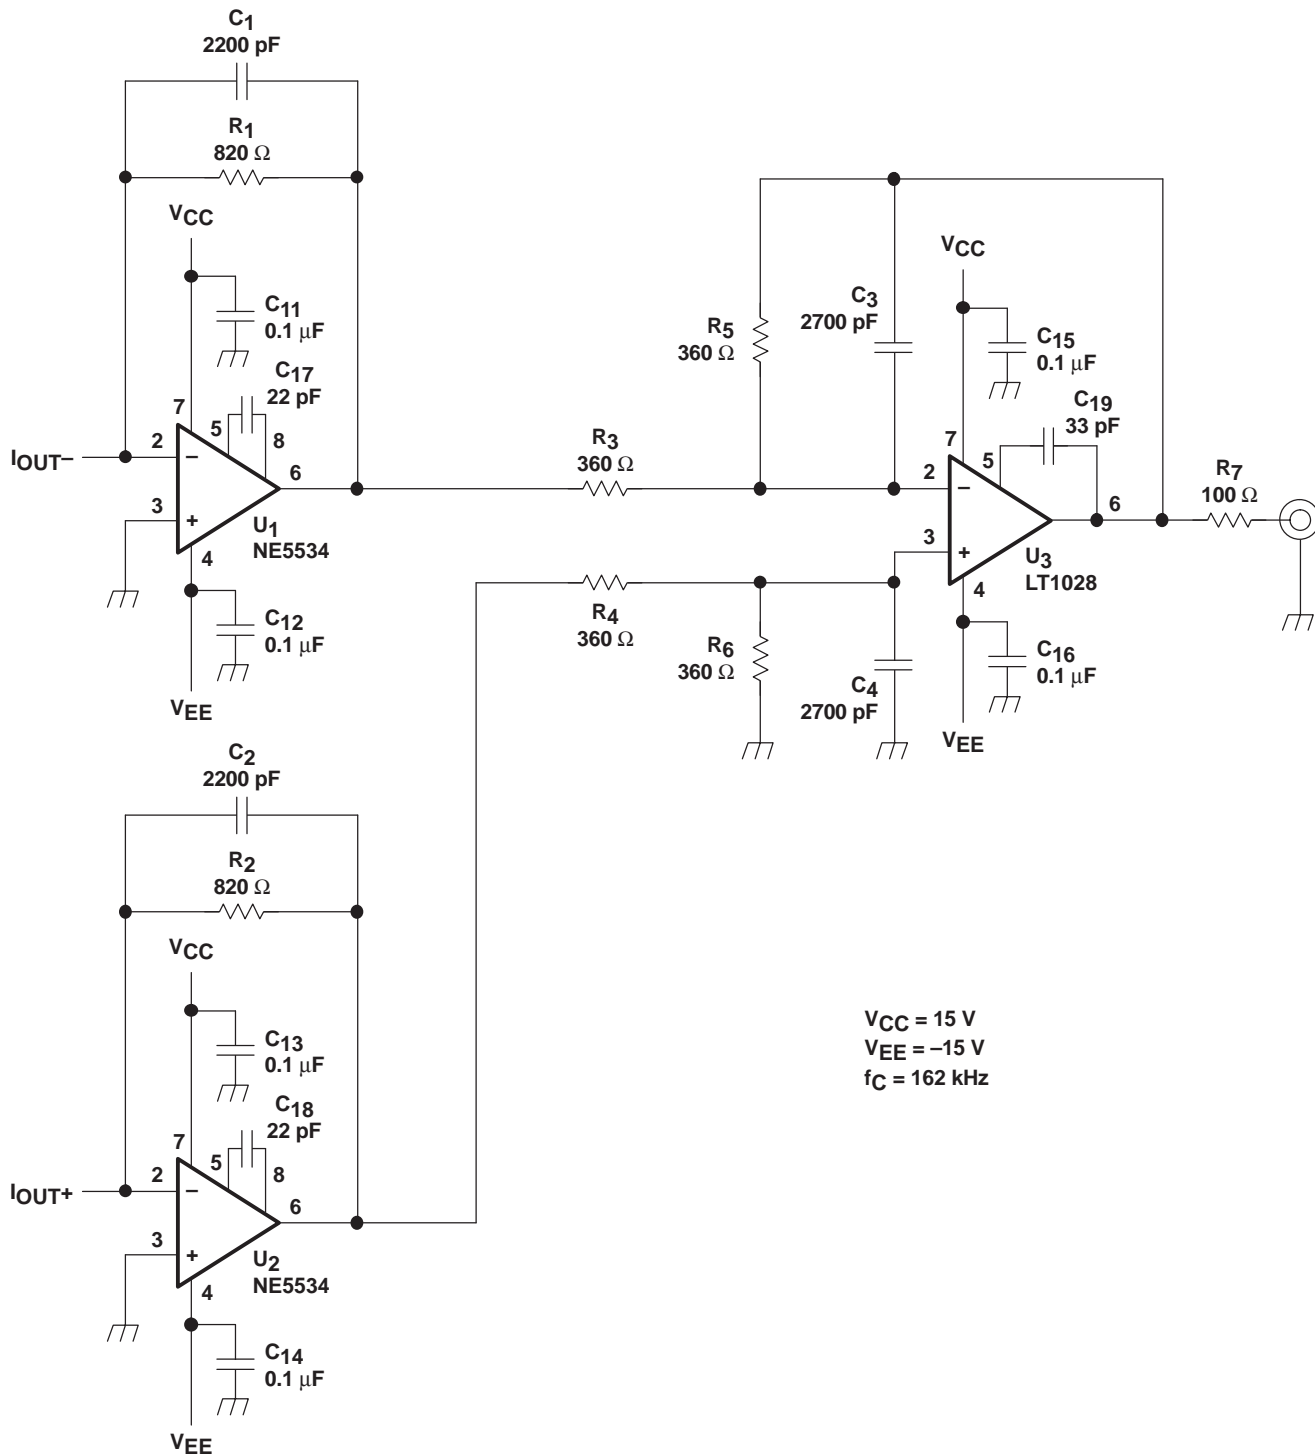 C1
2200 pF
R1
820 Ω
VCC
C11
0.1 μF
C17
22 pF
7
5
8
2
IOUT–
–
6
3
+
U1
NE5534
4
C12
0.1 μF
VEE
R3
360 Ω
R5
360 Ω
C3
2700 pF
VCC
C15
0.1 μF
C19
33 pF
7
5
2
–
6
R7
100 Ω
3
+
U3
LT1028
4
R4
360 Ω
R6
360 Ω
C4
2700 pF
C16
0.1 μF
VEE
C2
2200 pF
R2
820 Ω
VCC
C13
0.1 μF
C18
22 pF
7
5
8
2
IOUT+
–
6
3
+
U2
NE5534
4
C14
0.1 μF
VEE
VCC = 15 V
VEE = –15 V
fC = 162 kHz